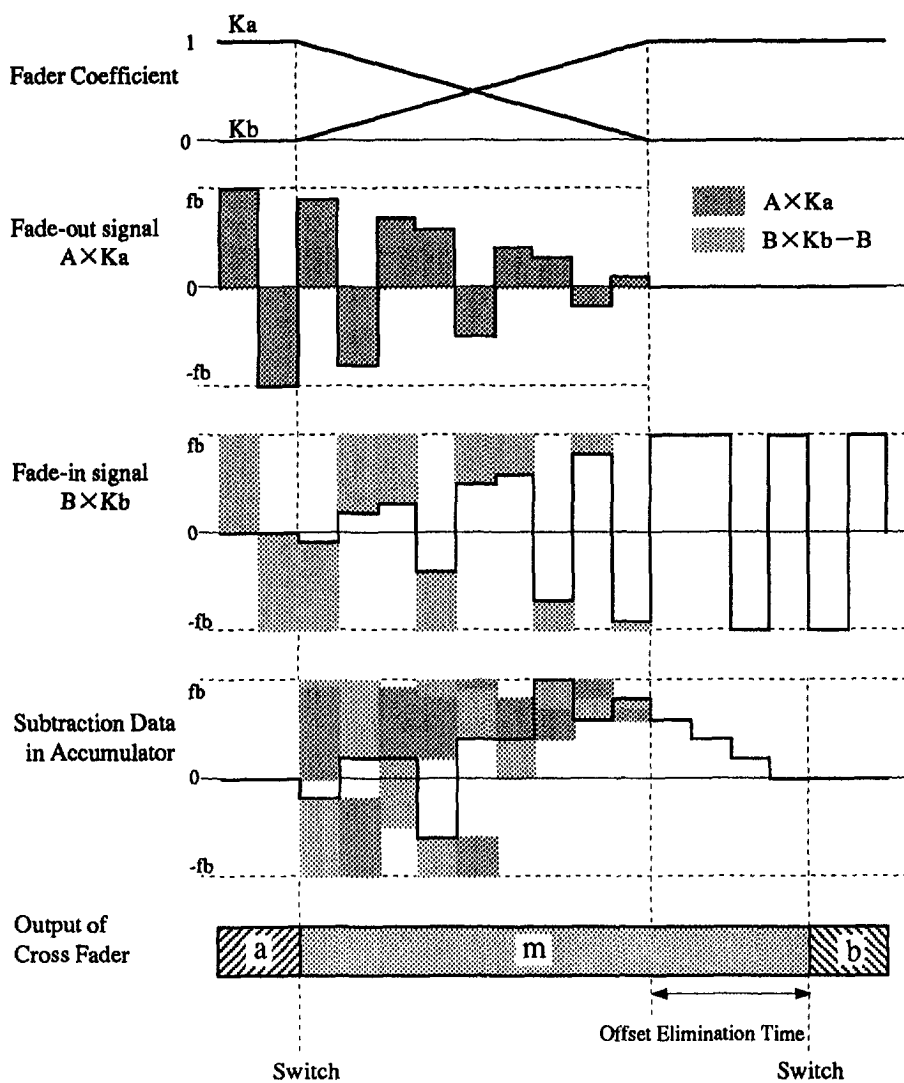 Ka
1
Fader Coefficient
Kb
0
fb
A×Ka
Fade-out signal
A×Ka
B×Kb−B
0
-fb
fb
Fade-in signal
B×Kb
0
-fb
fb
Subtraction Data
in Accumulator
0
-fb
Output of
Cross Fader
a
m
b
Offset Elimination Time
Switch
Switch